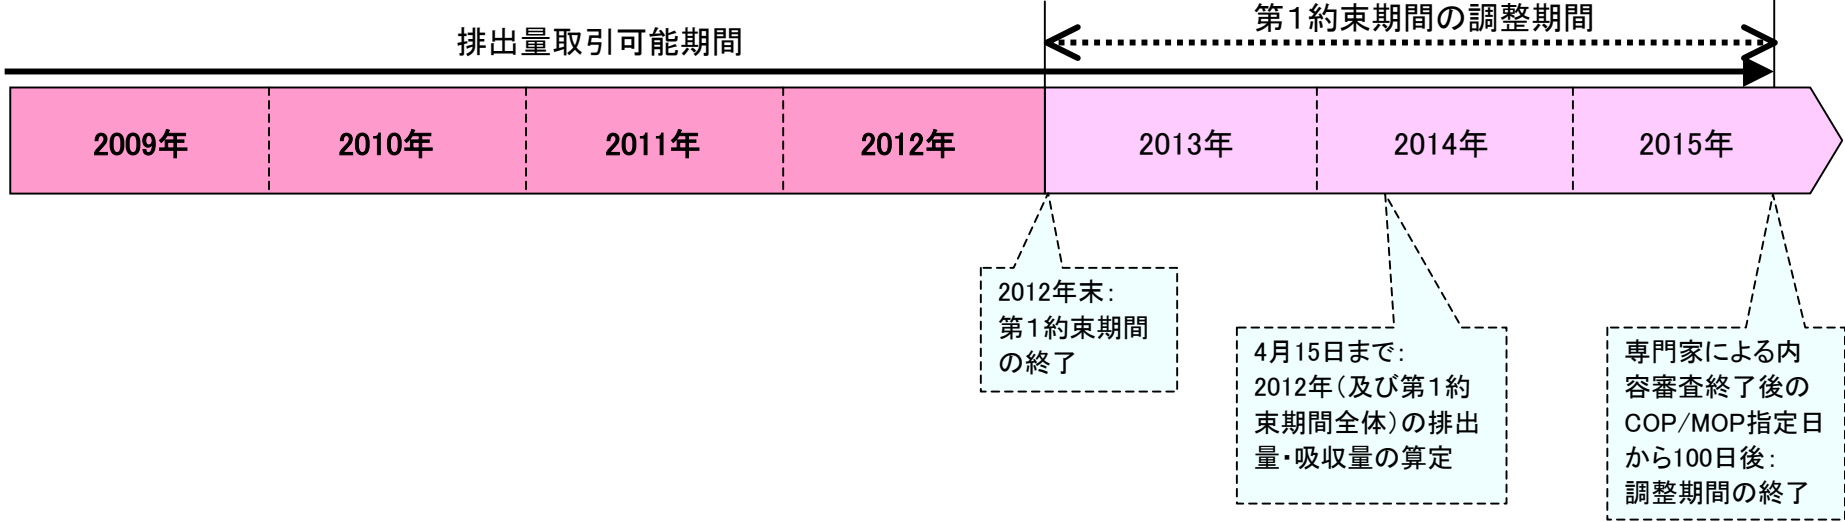 第１約束期間の調整期間
排出量取引可能期間
2009年
2010年
2011年
2012年
2013年
2014年
2015年
2012年末：
第１約束期間
の終了
4月15日まで：
2012年（及び第１約
束期間全体）の排出
量・吸収量の算定
専門家による内
容審査終了後の
COP/MOP指定日
から100日後：
調整期間の終了